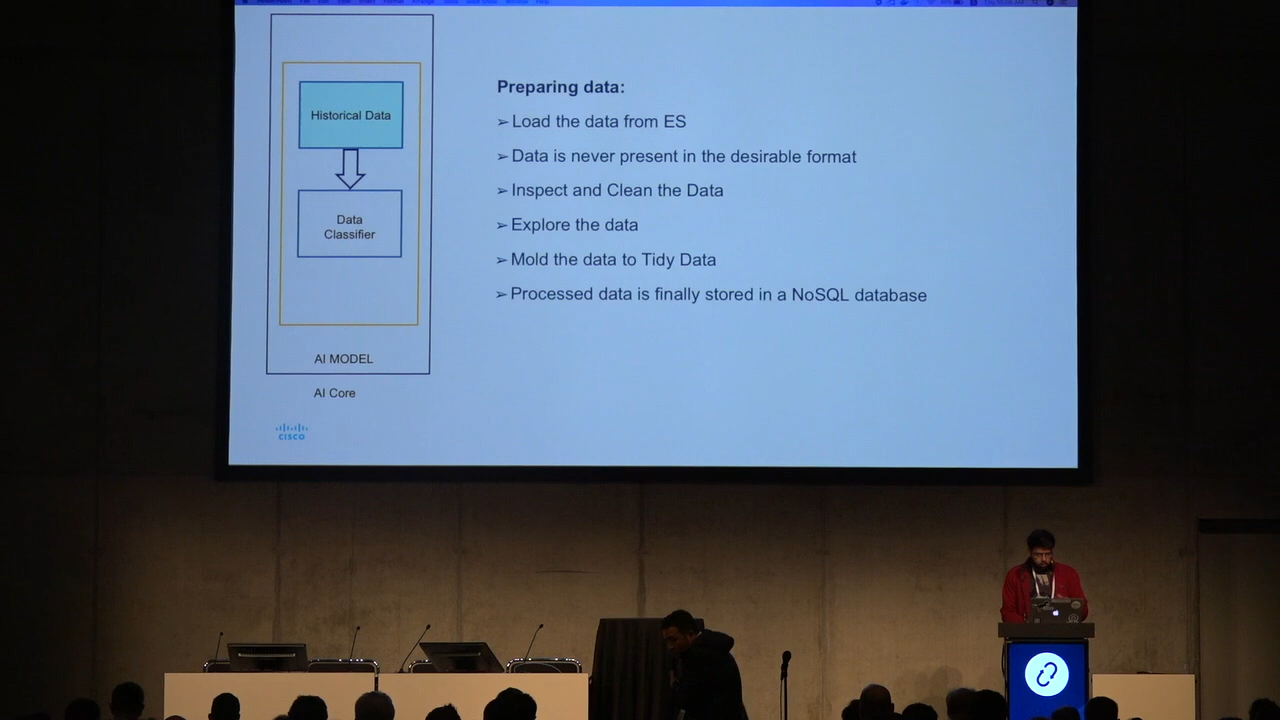 Historical Data
Data
Classifier
AI MODEL
AI Core
CISCO
Preparing data:
➢Load the data from ES
➢Data is never present in the desirable format
➢Inspect and Clean the Data
➢Explore the data
➢Mold the data to Tidy Data
➢Processed data is finally stored in a NoSQL database